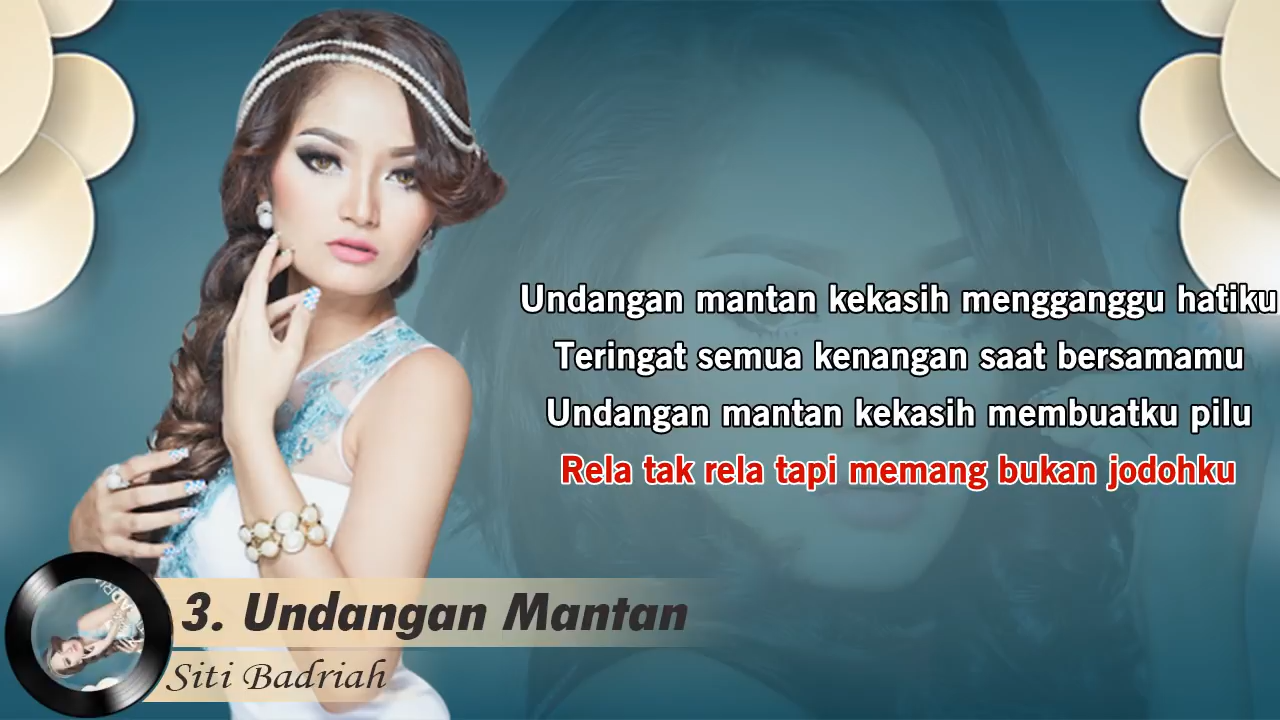 Undangan mantan kekasih mengganggu hatiku
Teringat semua kenangan saat bersamamu
Undangan mantan kekasih membuatku pilu
Rela tak rela tapi memang bukan jodohku
3. Undangan Mantan
Siti Badriah